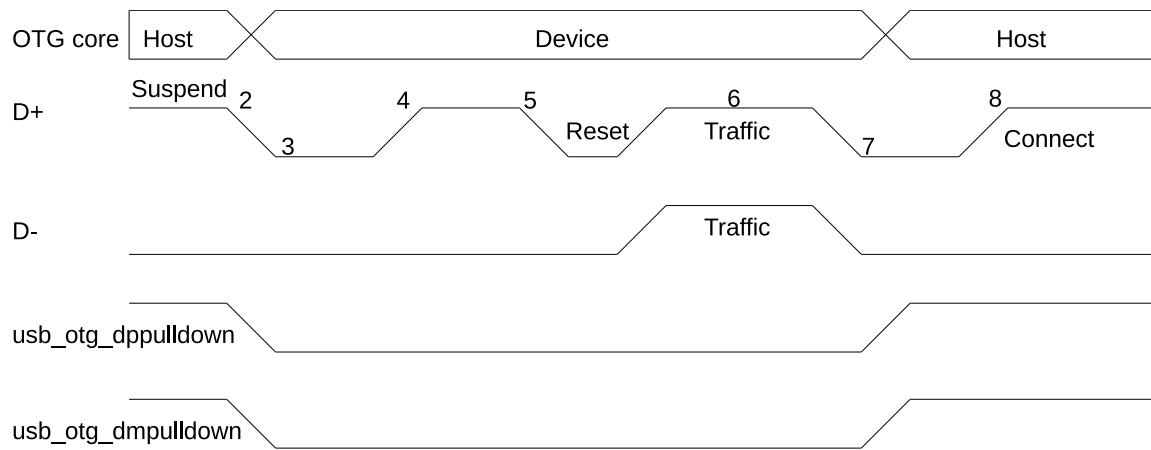 OTG core Host Device Host
Suspend 2 4 5 6 8
D+
3 Reset Traffic 7 Connect
D- Traffic
usb_otg_dppulldown
usb_otg_dmpulldown